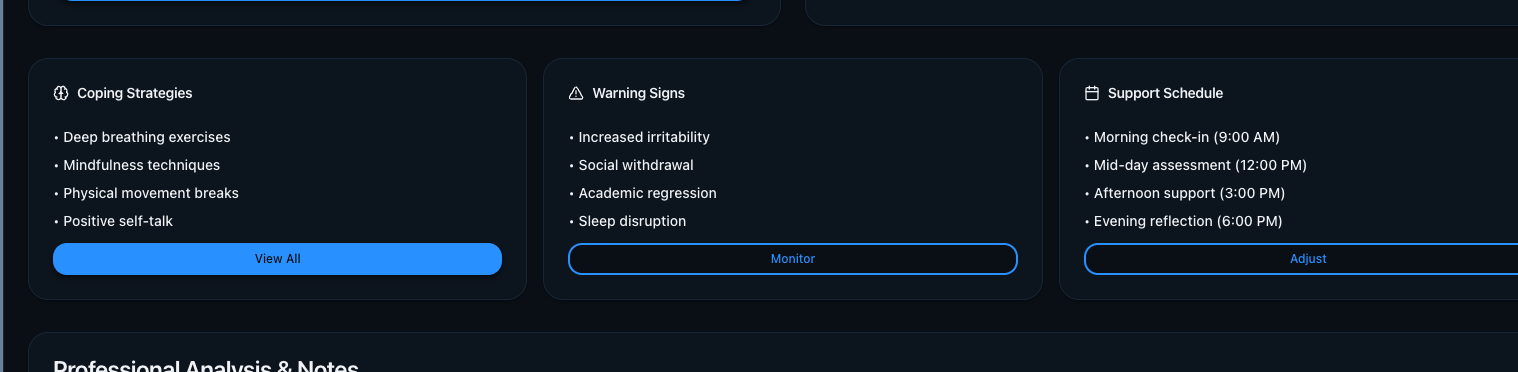 Coping Strategies
• Deep breathing exercises
• Mindfulness techniques
• Physical movement breaks
• Positive self-talk
View All
Warning Signs
• Increased irritability
• Social withdrawal
• Academic regression
• Sleep disruption
Monitor
Support Schedule
• Morning check-in (9:00 AM)
• Mid-day assessment (12:00 PM)
• Afternoon support (3:00 PM)
• Evening reflection (6:00 PM)
Adjust
Professional Analysis & Notes